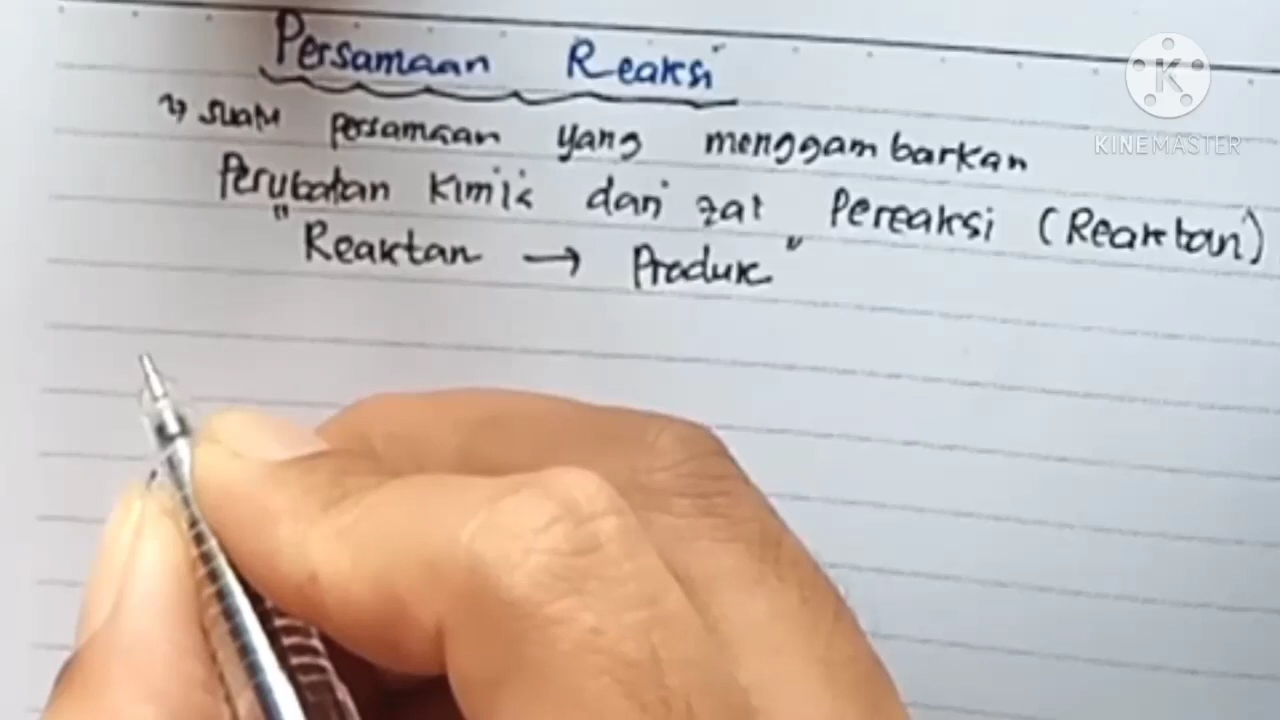 Persamaan Reaksi
suatu persamaan yang menggambarkan
Perubahan Kimia dari zat Pereaksi (Reaktan)
"Reaktan → Produk"
K
KINEMASTER